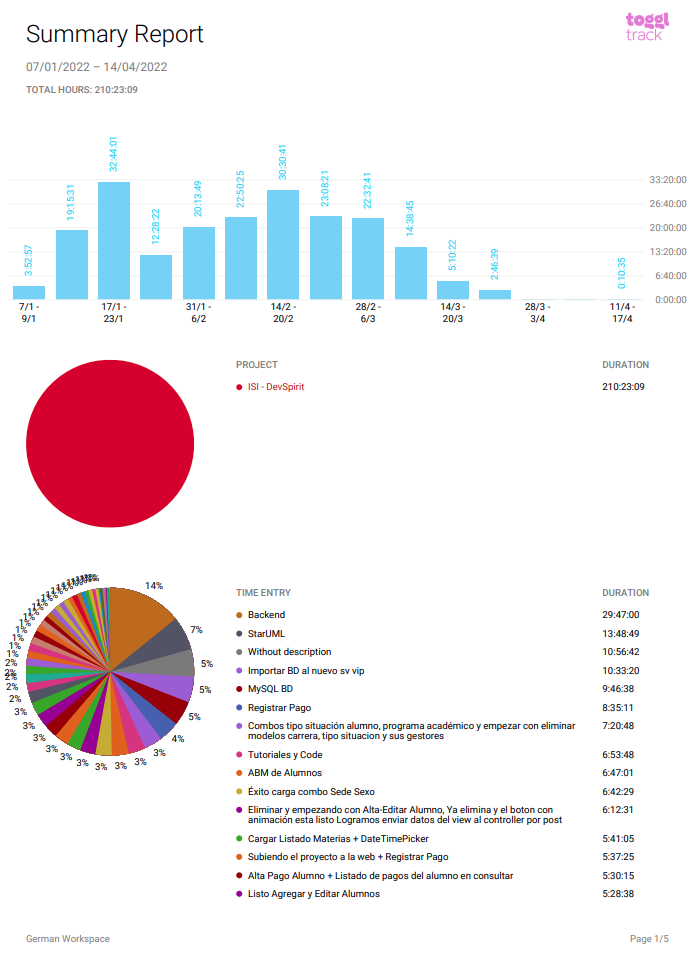 Summary Report
toggl
track
07/01/2022 – 14/04/2022
TOTAL HOURS: 210:23:09
3:52:57
19:15:31
32:44:01
12:28:22
20:13:49
22:50:25
30:30:41
23:08:21
22:32:41
14:38:45
5:10:22
2:46:39
0:10:35
33:20:00
26:40:00
20:00:00
13:20:00
6:40:00
0:00:00
7/1 -
9/1
17/1 -
23/1
31/1 -
6/2
14/2 -
20/2
28/2 -
6/3
14/3 -
20/3
28/3 -
3/4
11/4 -
17/4
PROJECT DURATION
ISI - DevSpirit 210:23:09
14%
7%
5%
5%
5%
4%
3%
3%
3%
3%
3%
3%
3%
3%
3%
2%
2%
2%
2%
1%
1%
1%
1%
1%
TIME ENTRY DURATION
Backend 29:47:00
StarUML 13:48:49
Without description 10:56:42
Importar BD al nuevo sv vip 10:33:20
MySQL BD 9:46:38
Registrar Pago 8:35:11
Combos tipo situación alumno, programa académico y empezar con eliminar 7:20:48
modelos carrera, tipo situacion y sus gestores
Tutoriales y Code 6:53:48
ABM de Alumnos 6:47:01
Éxito carga combo Sede Sexo 6:42:29
Eliminar y empezando con Alta-Editar Alumno, Ya elimina y el boton con 6:12:31
animación esta listo Logramos enviar datos del view al controller por post
Cargar Listado Materias + DateTimePicker 5:41:05
Subiendo el proyecto a la web + Registrar Pago 5:37:25
Alta Pago Alumno + Listado de pagos del alumno en consultar 5:30:15
Listo Agregar y Editar Alumnos 5:28:38
German Workspace Page 1/5